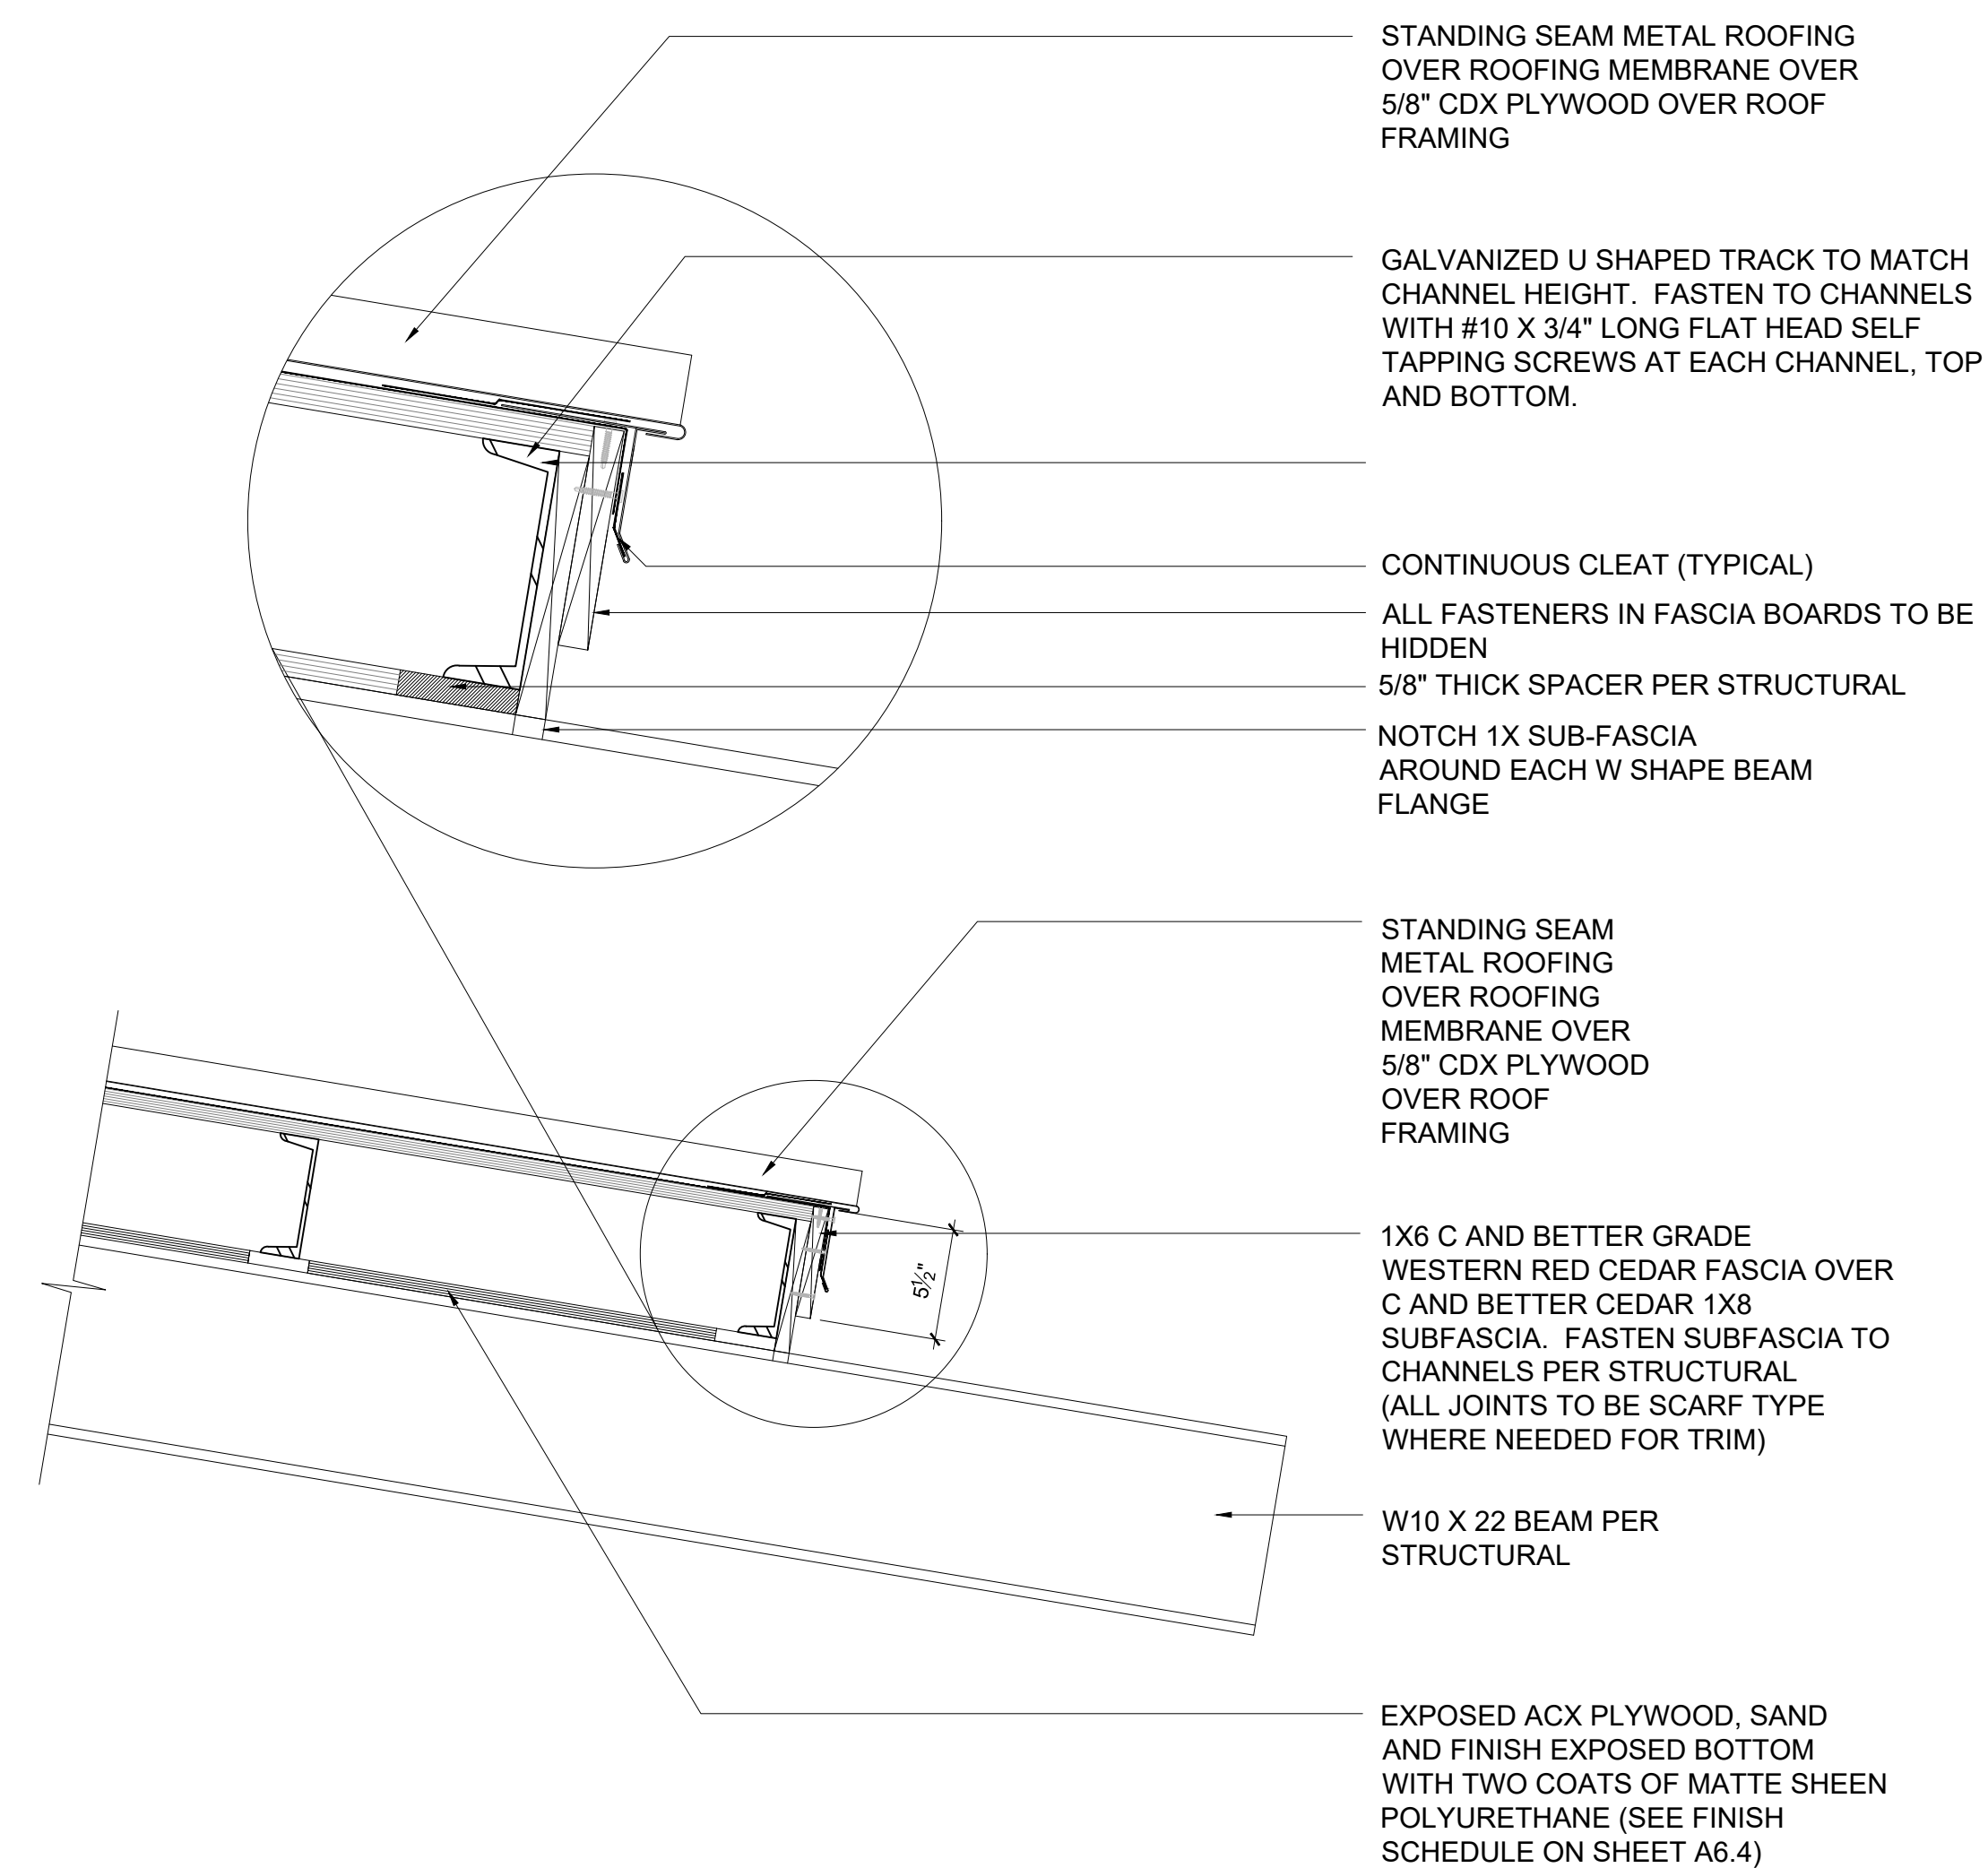 STANDING SEAM METAL ROOFING
OVER ROOFING MEMBRANE OVER
5/8" CDX PLYWOOD OVER ROOF
FRAMING
GALVANIZED U SHAPED TRACK TO MATCH
CHANNEL HEIGHT.  FASTEN TO CHANNELS
WITH #10 X 3/4" LONG FLAT HEAD SELF
TAPPING SCREWS AT EACH CHANNEL, TOP
AND BOTTOM.
CONTINUOUS CLEAT (TYPICAL)
ALL FASTENERS IN FASCIA BOARDS TO BE
HIDDEN
5/8" THICK SPACER PER STRUCTURAL
NOTCH 1X SUB-FASCIA
AROUND EACH W SHAPE BEAM
FLANGE
STANDING SEAM
METAL ROOFING
OVER ROOFING
MEMBRANE OVER
5/8" CDX PLYWOOD
OVER ROOF
FRAMING
5½"
1X6 C AND BETTER GRADE
WESTERN RED CEDAR FASCIA OVER
C AND BETTER CEDAR 1X8
SUBFASCIA.  FASTEN SUBFASCIA TO
CHANNELS PER STRUCTURAL
(ALL JOINTS TO BE SCARF TYPE
WHERE NEEDED FOR TRIM)
W10 X 22 BEAM PER
STRUCTURAL
EXPOSED ACX PLYWOOD, SAND
AND FINISH EXPOSED BOTTOM
WITH TWO COATS OF MATTE SHEEN
POLYURETHANE (SEE FINISH
SCHEDULE ON SHEET A6.4)